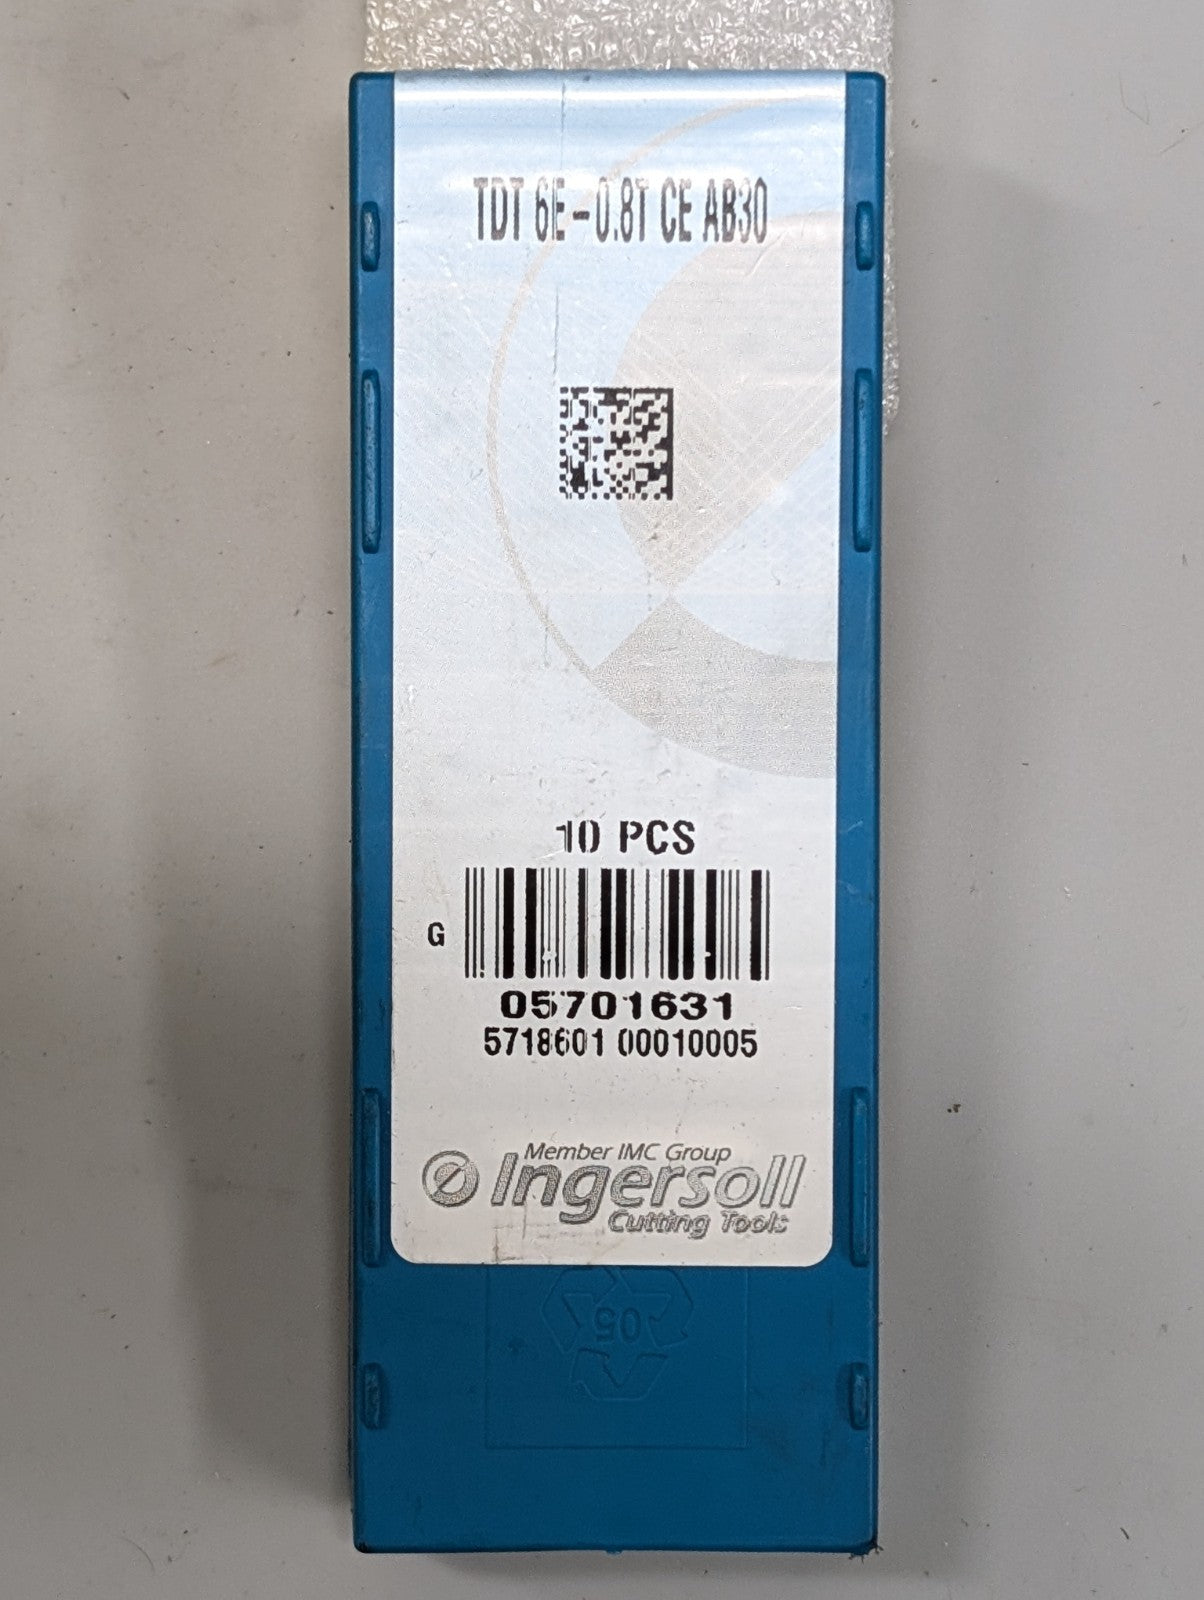 TDT 6E-0.8T CE AB30
10 PCS
G
05701631
5718601 00010005
Member IMC Group
Ingersoll
Cutting Tools
05